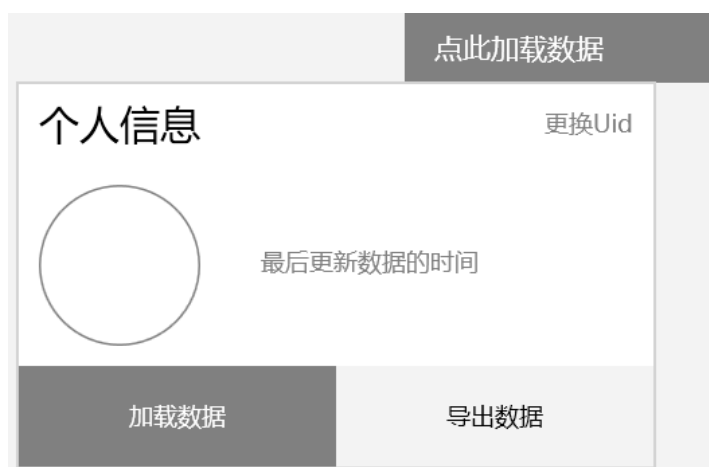 点此加载数据
个人信息
更换Uid
最后更新数据的时间
加载数据
导出数据